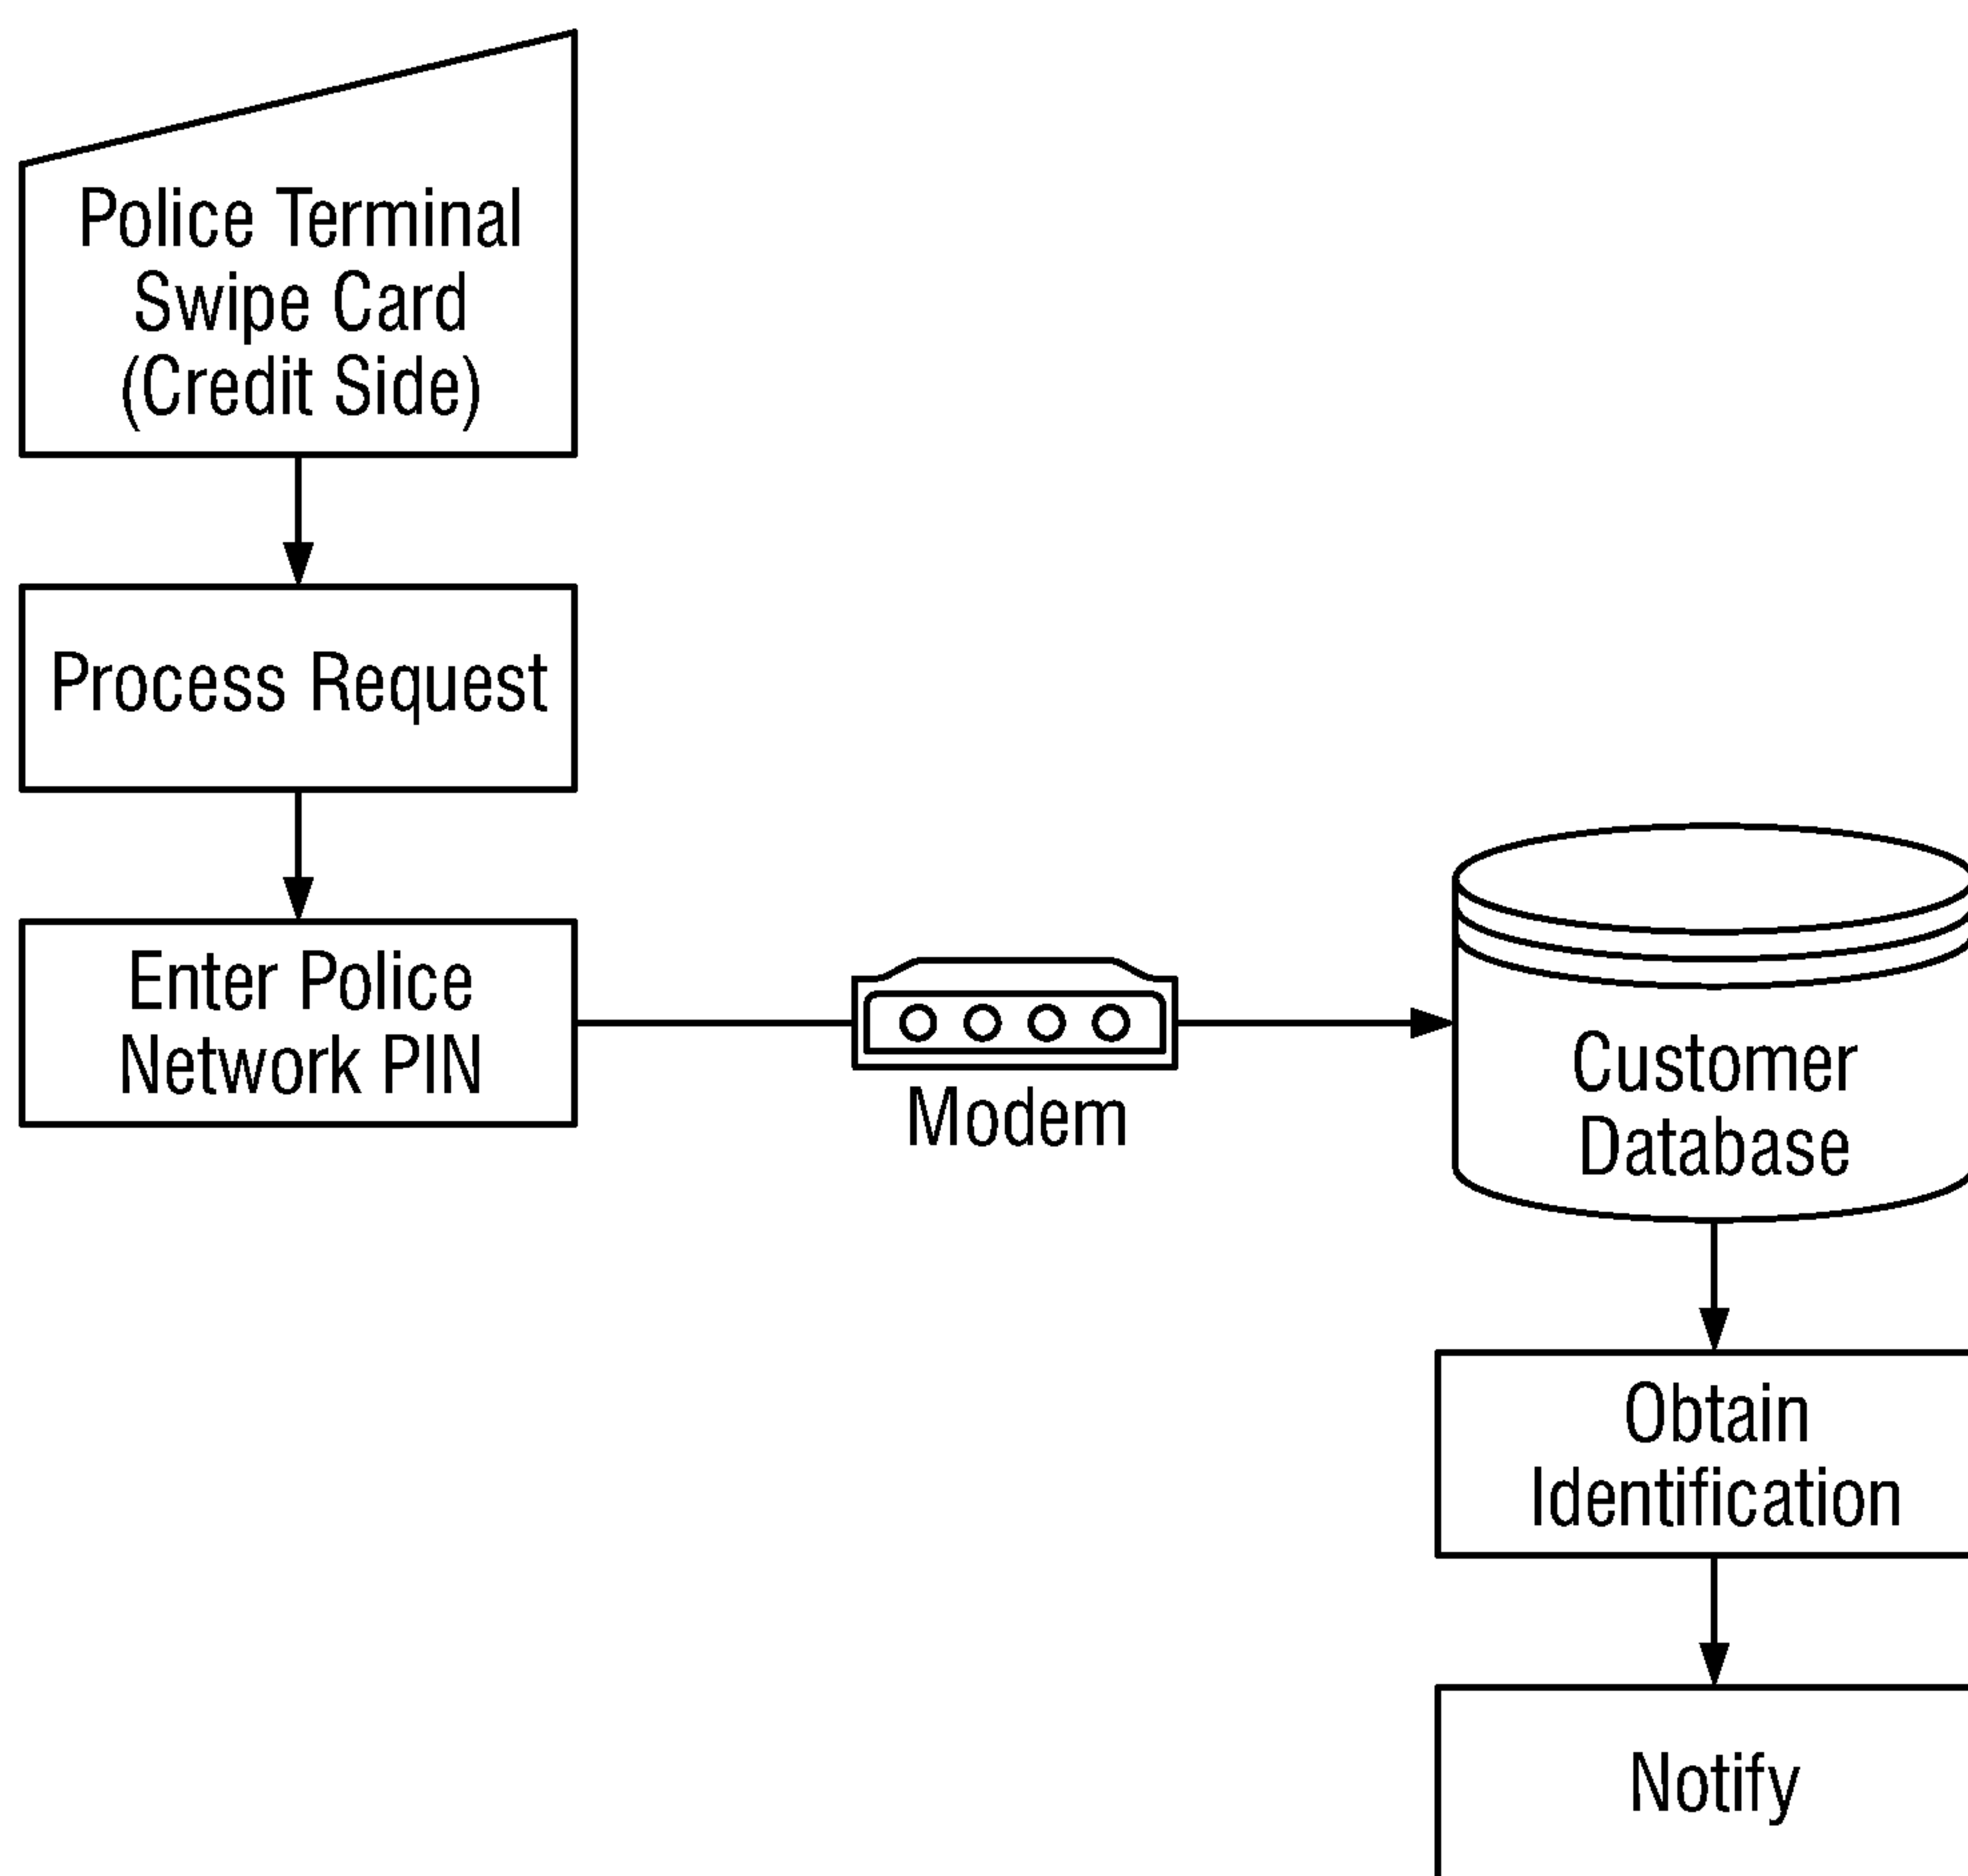 Police Terminal
Swipe Card
(Credit Side)
Process Request
Enter Police
Network PIN
Modem
Customer
Database
Obtain
Identification
Notify